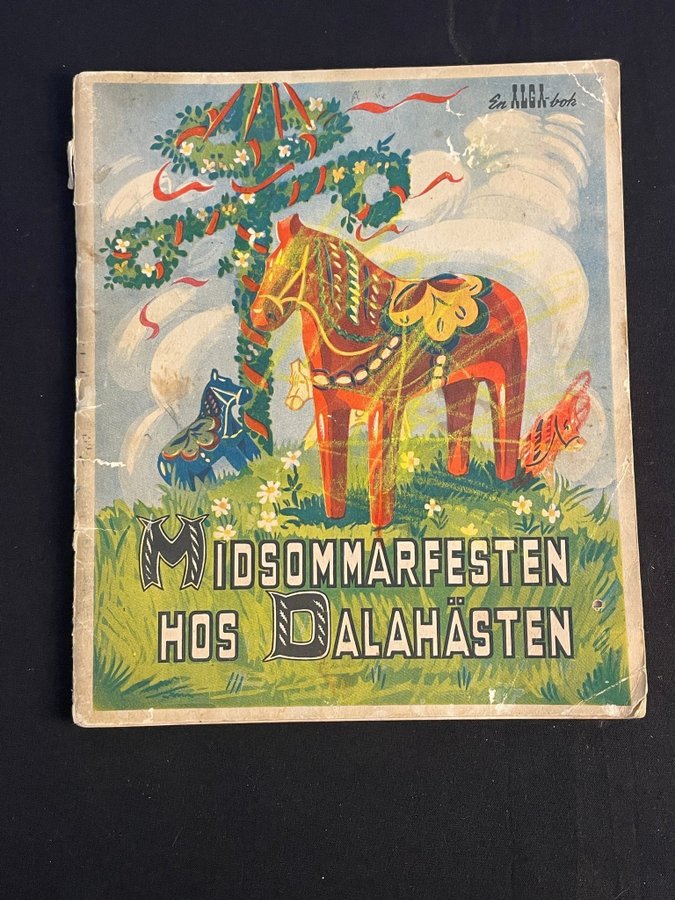 En ALGA-bok
MIDSOMMARFESTEN
HOS DALAHÄSTEN